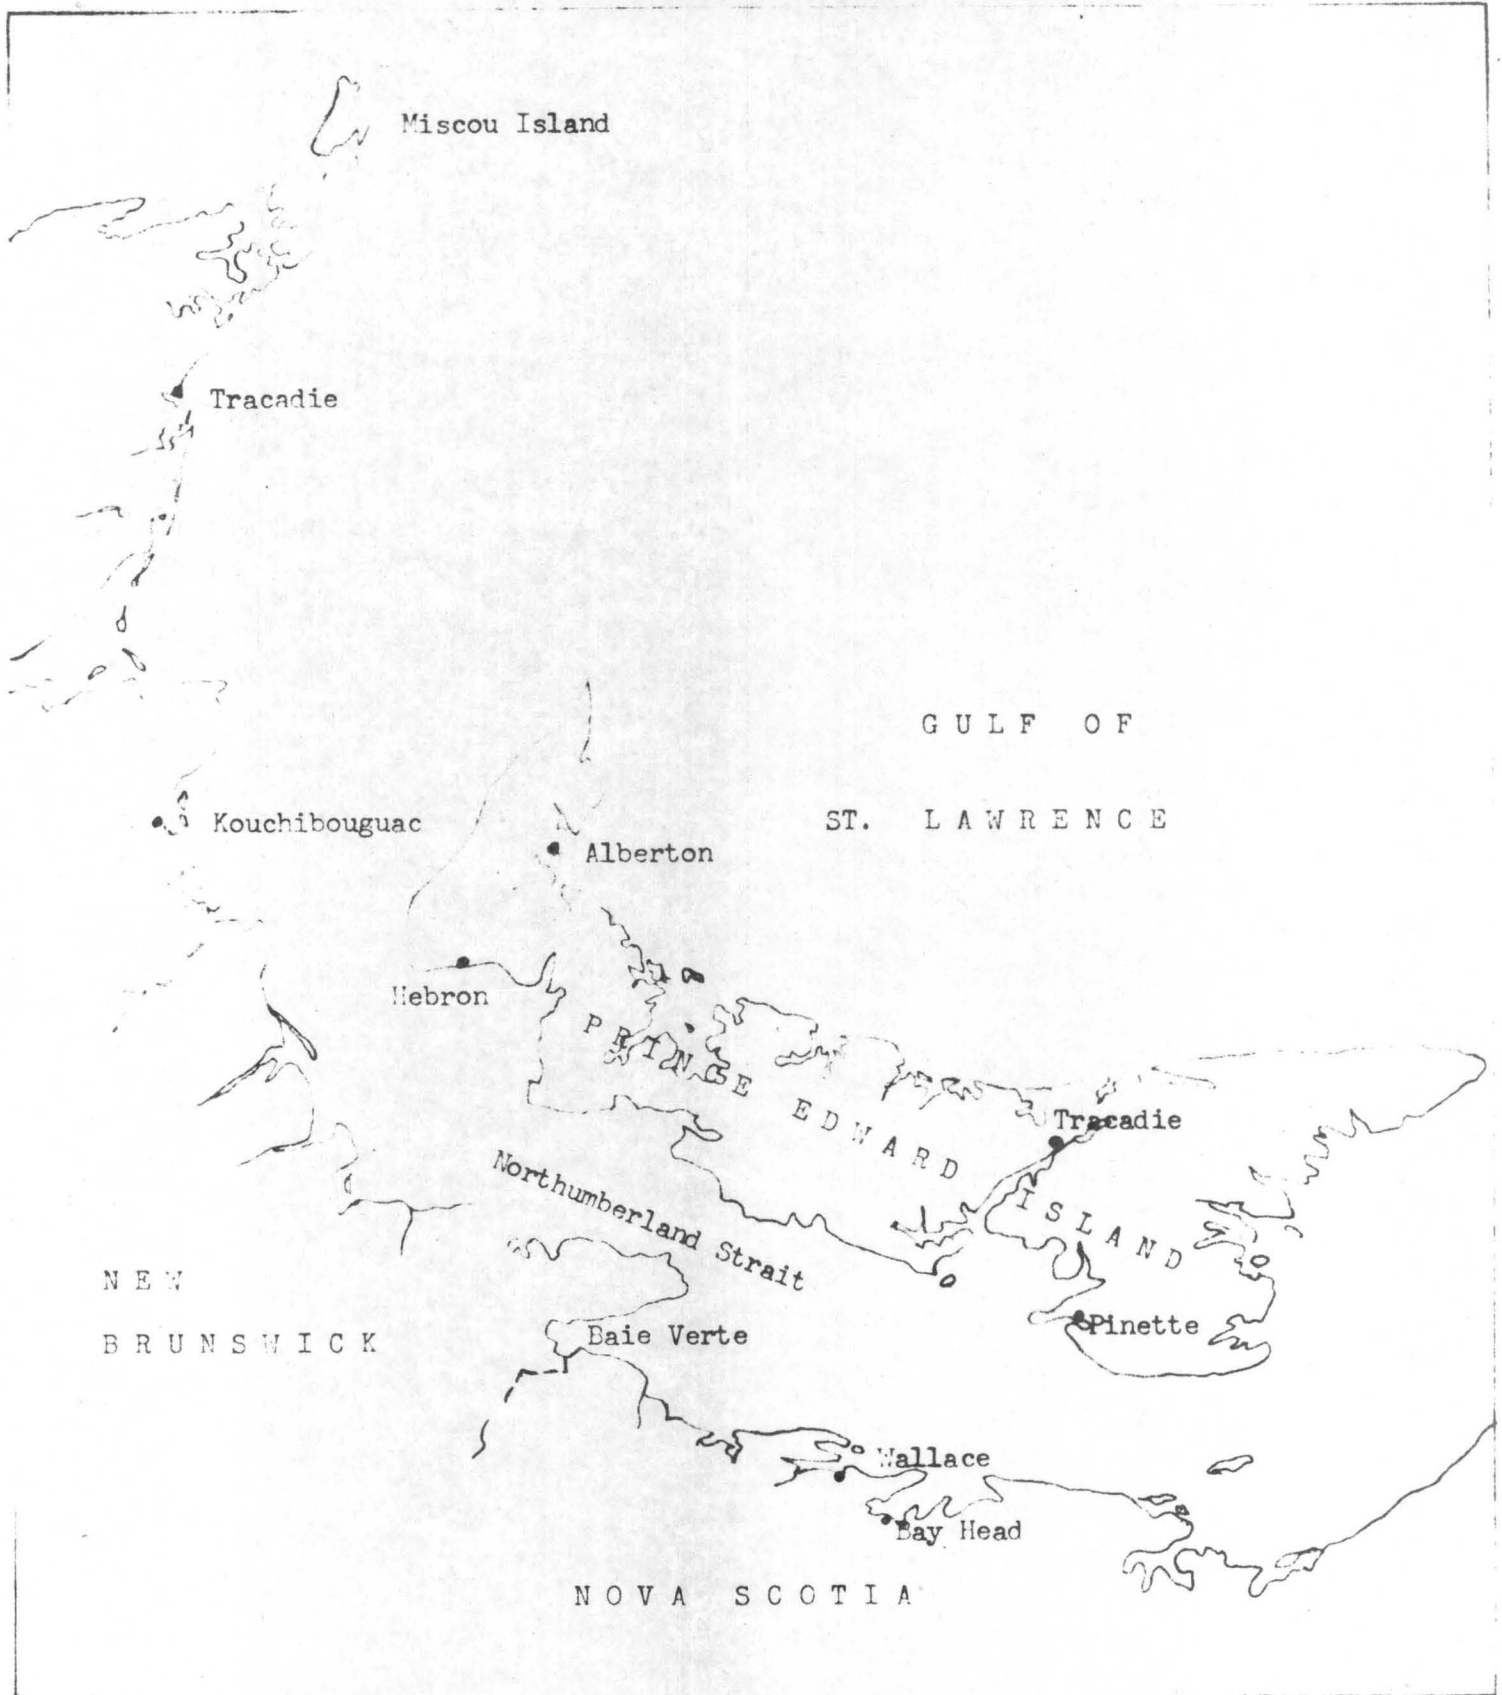 Miscou Island
Tracadie
GULF OF
ST. LAWRENCE
Kouchibouguac
Alberton
Hebron
PRINCE EDWARD ISLAND
Tracadie
Northumberland Strait
NEW
BRUNSWICK
Baie Verte
Pinette
Wallace
Bay Head
NOVA SCOTIA